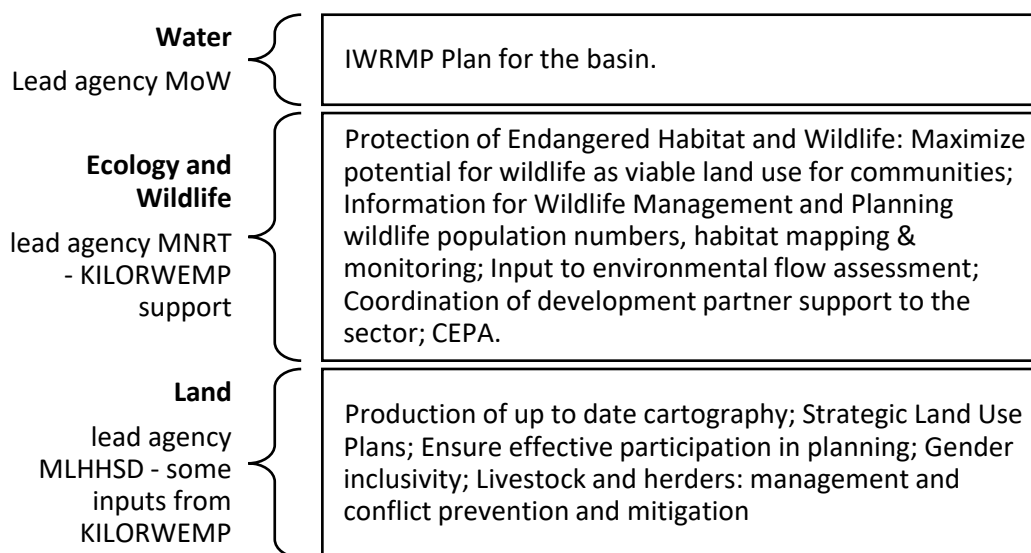 Water
Lead agency MoW
IWRMP Plan for the basin.
Ecology and
Wildlife
lead agency MNRT
- KILORWEMP
support
Protection of Endangered Habitat and Wildlife: Maximize
potential for wildlife as viable land use for communities;
Information for Wildlife Management and Planning
wildlife population numbers, habitat mapping &
monitoring; Input to environmental flow assessment;
Coordination of development partner support to the
sector; CEPA.
Land
lead agency
MLHHSD - some
inputs from
KILORWEMP
Production of up to date cartography; Strategic Land Use
Plans; Ensure effective participation in planning; Gender
inclusivity; Livestock and herders: management and
conflict prevention and mitigation